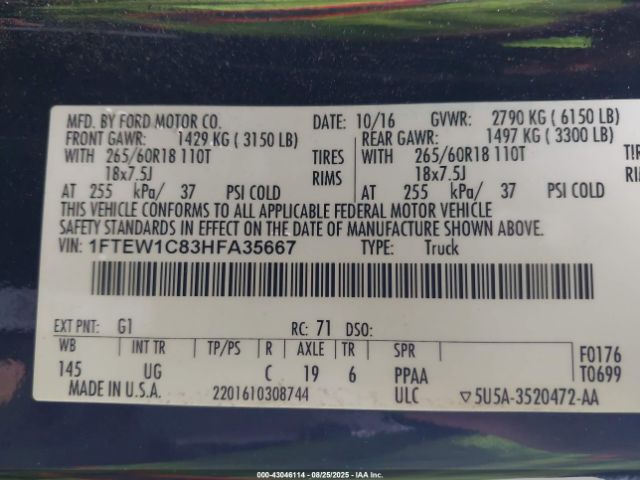 MFD. BY FORD MOTOR CO. DATE: 10/16 GVWR: 2790 KG ( 6150 LB)
FRONT GAWR: 1429 KG ( 3150 LB) REAR GAWR: 1497 KG ( 3300 LB)
WITH 265/60R18 110T TIRES WITH 265/60R18 110T TIRE
18x7.5J RIMS 18x7.5J RIM
AT 255 kPa/ 37 PSI COLD AT 255 kPa/ 37 PSI COLD
THIS VEHICLE CONFORMS TO ALL APPLICABLE FEDERAL MOTOR VEHICLE
SAFETY STANDARDS IN EFFECT ON THE DATE OF MANUFACTURE SHOWN ABOVE.
VIN: 1FTEW1C83HFA35667 TYPE: Truck
EXT PNT: G1 RC: 71 DSO:
WB INT TR TP/PS R AXLE TR SPR F0176
145 UG C 19 6 PPAA T0699
MADE IN U.S.A. 2201610308744 ULC ▽5U5A-3520472-AA
000-43046114 - 08/25/2025 - IAA Inc.